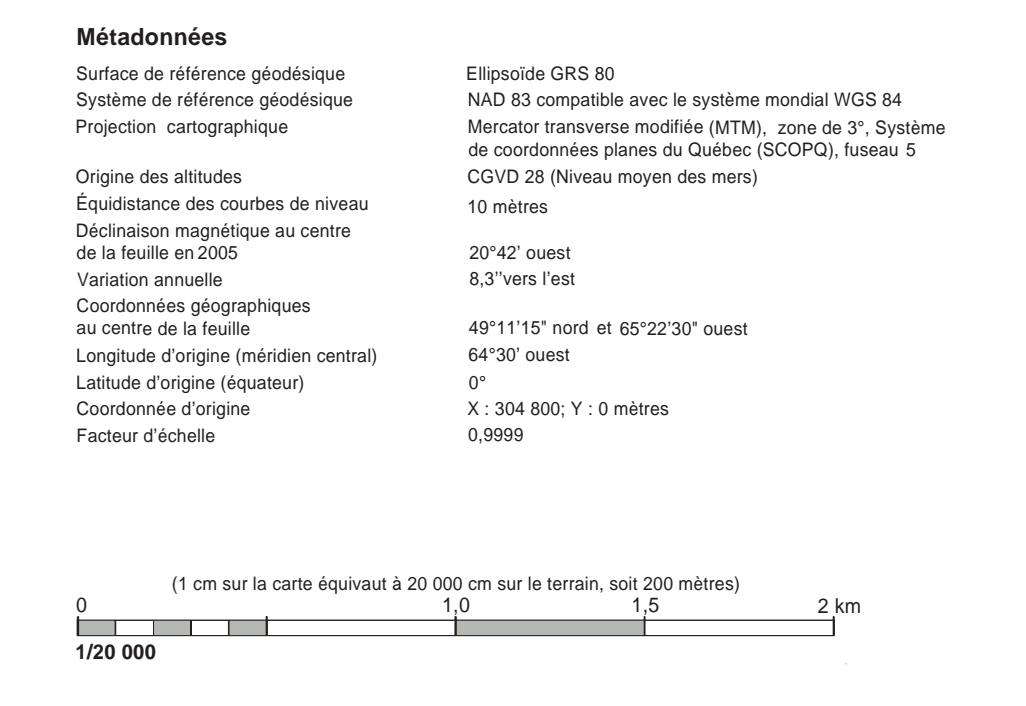 Métadonnées
Surface de référence géodésique Ellipsoïde GRS 80
Système de référence géodésique NAD 83 compatible avec le système mondial WGS 84
Projection cartographique Mercator transverse modifiée (MTM), zone de 3°, Système
de coordonnées planes du Québec (SCOPQ), fuseau 5
Origine des altitudes CGVD 28 (Niveau moyen des mers)
Équidistance des courbes de niveau 10 mètres
Déclinaison magnétique au centre
de la feuille en 2005 20°42' ouest
Variation annuelle 8,3''vers l'est
Coordonnées géographiques
au centre de la feuille 49°11'15" nord et 65°22'30" ouest
Longitude d'origine (méridien central) 64°30' ouest
Latitude d'origine (équateur) 0°
Coordonnée d'origine X : 304 800; Y : 0 mètres
Facteur d'échelle 0,9999
(1 cm sur la carte équivaut à 20 000 cm sur le terrain, soit 200 mètres)
0 1,0 1,5 2 km
1/20 000